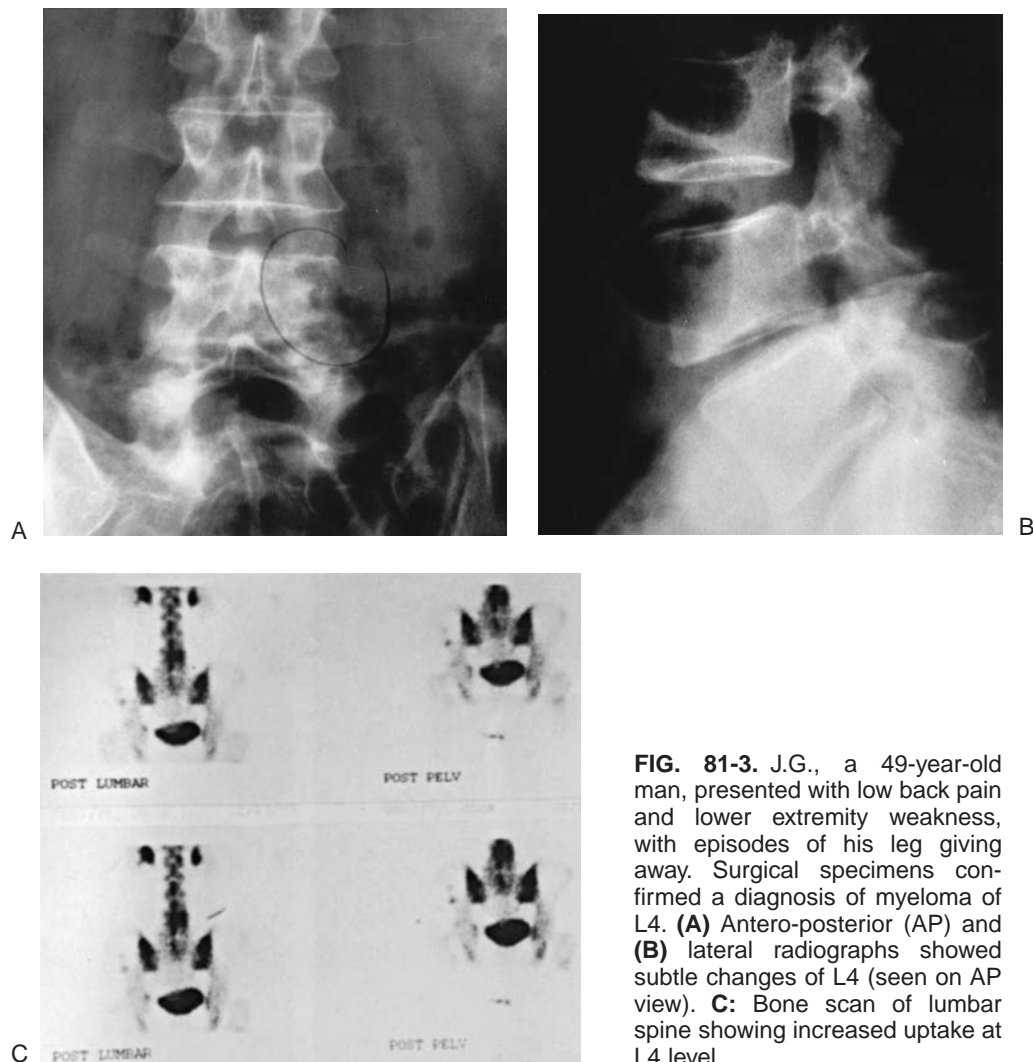 A
B
POST LUMBAR
POST PELV
POST LUMBAR
POST PELV
C
FIG. 81-3. J.G., a 49-year-old
man, presented with low back pain
and lower extremity weakness,
with episodes of his leg giving
away. Surgical specimens con-
firmed a diagnosis of myeloma of
L4. (A) Antero-posterior (AP) and
(B) lateral radiographs showed
subtle changes of L4 (seen on AP
view). C: Bone scan of lumbar
spine showing increased uptake at
L4 level.